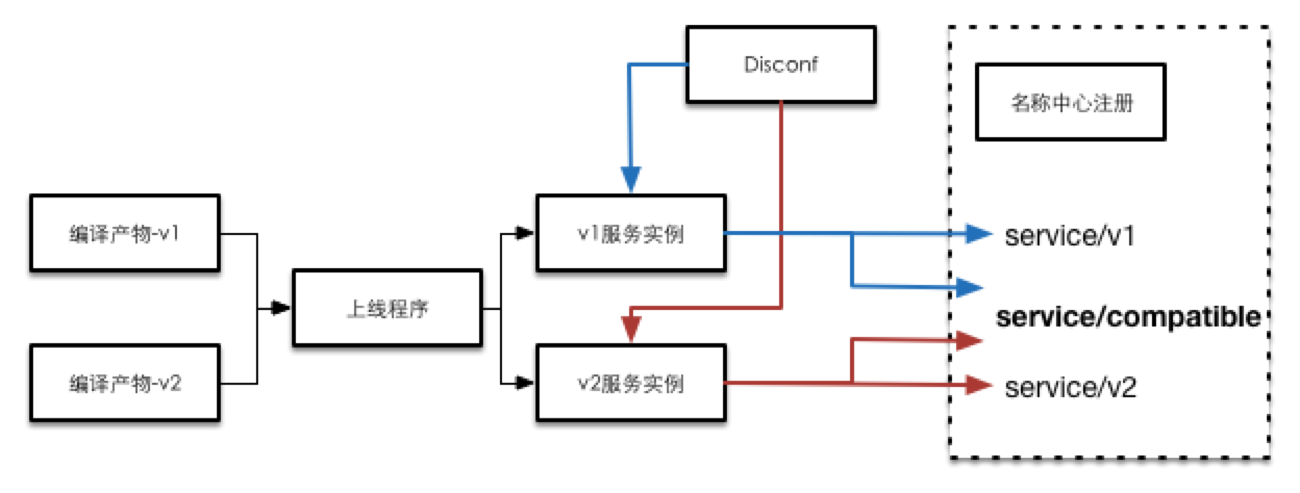 Disconf
名称中心注册
编译产物-v1
v1服务实例
service/v1
上线程序
service/compatible
编译产物-v2
v2服务实例
service/v2